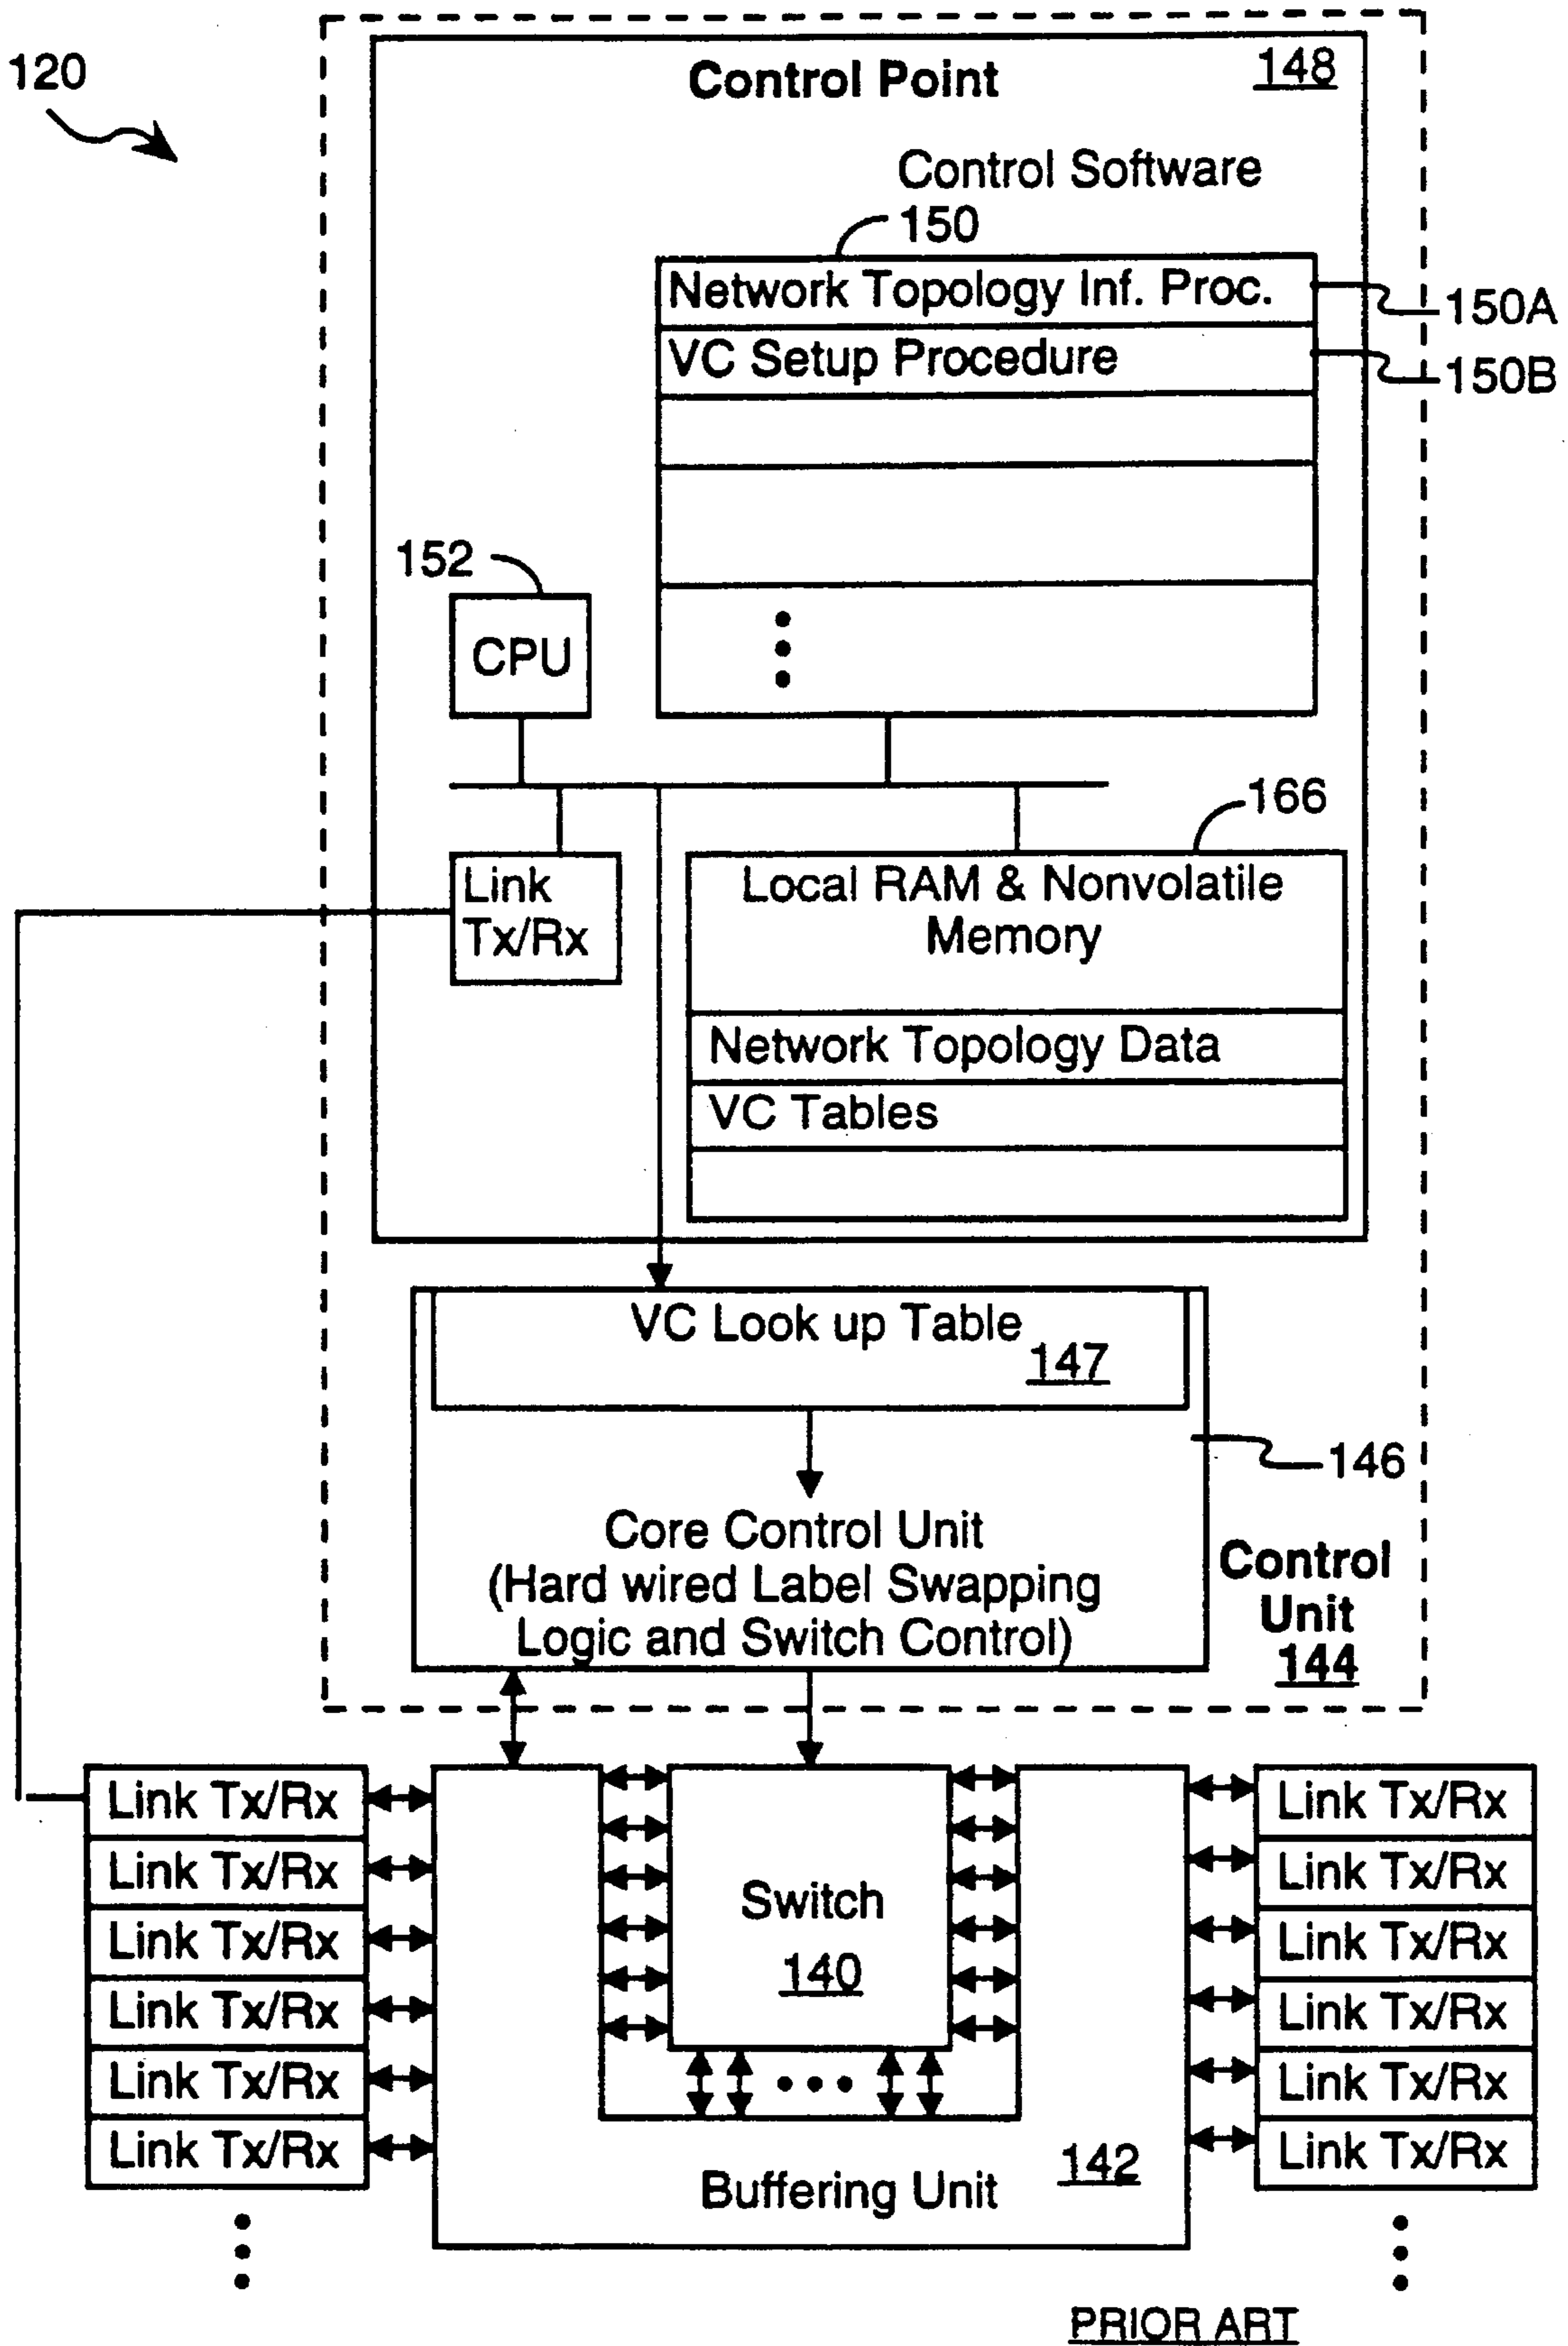 120
Control Point
148
Control Software
150
Network Topology Inf. Proc.
150A
VC Setup Procedure
150B
152
CPU
166
Link
Tx/Rx
Local RAM & Nonvolatile
Memory
Network Topology Data
VC Tables
VC Look up Table
147
146
Core Control Unit
(Hard wired Label Swapping
Logic and Switch Control)
Control
Unit
144
Link Tx/Rx
Link Tx/Rx
Link Tx/Rx
Link Tx/Rx
Link Tx/Rx
Link Tx/Rx
Switch
140
Buffering Unit
142
Link Tx/Rx
Link Tx/Rx
Link Tx/Rx
Link Tx/Rx
Link Tx/Rx
Link Tx/Rx
PRIOR ART